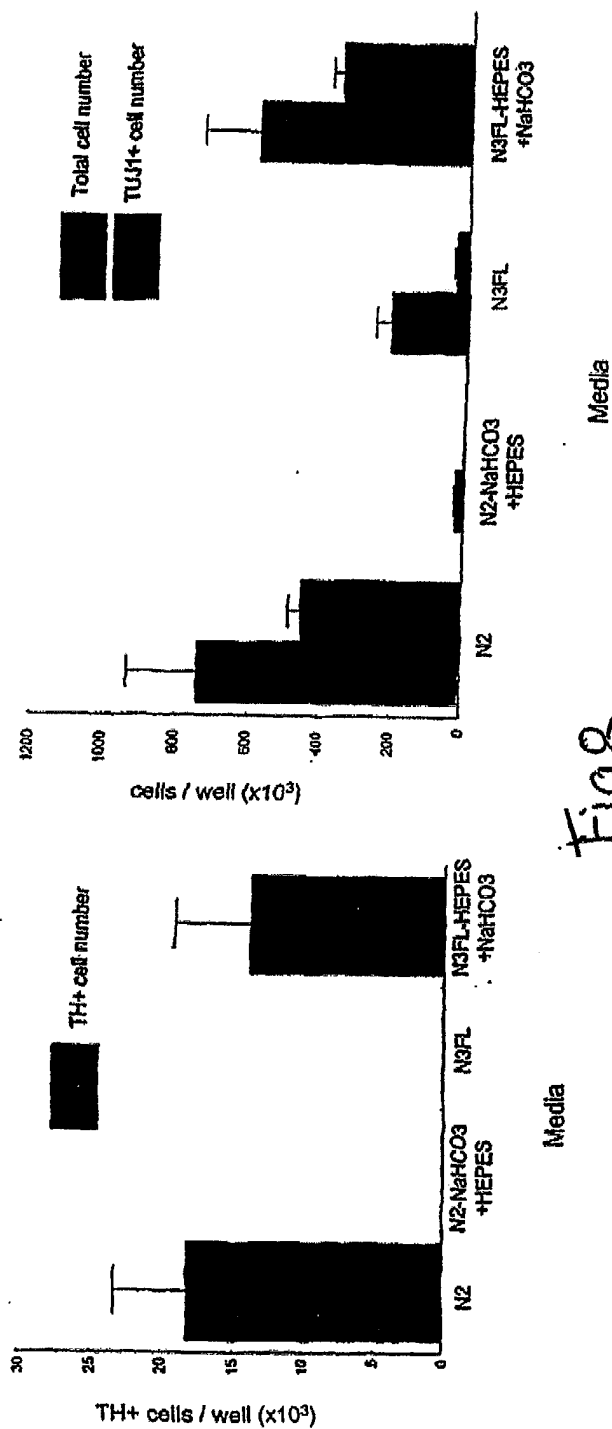 TH+ cell number
TH+ cells / well (x10³)
30
25
20
15
10
5
0
N2
N2-NaHCO3
+HEPES
N3FL
N3FL-HEPES
+NaHCO3
Media
Total cell number
TUJ1+ cell number
cells / well (x10³)
1200
1000
800
600
400
200
0
N2
N2-NaHCO3
+HEPES
N3FL
N3FL-HEPES
+NaHCO3
Media
Fig 8